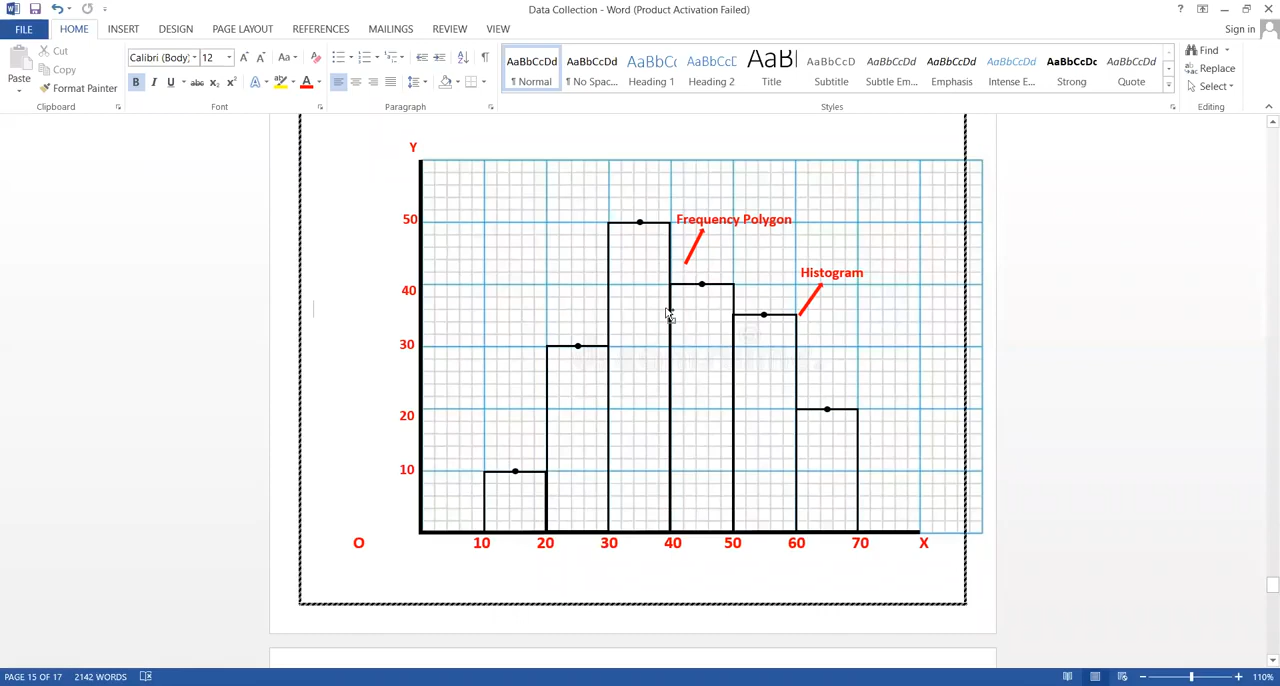 Data Collection - Word (Product Activation Failed)
FILE HOME INSERT DESIGN PAGE LAYOUT REFERENCES MAILINGS REVIEW VIEW Sign in
Paste Cut Copy Format Painter
Calibri (Body) 12
AaBbCcDd AaBbCcDd AaBbCc AaBbCcC AaBl AaBbCcD AaBbCcDd AaBbCcDd AaBbCcDd AaBbCcDc AaBbCcDd
¶ Normal ¶ No Spac... Heading 1 Heading 2 Title Subtitle Subtle Em... Emphasis Intense E... Strong Quote
Find
Replace
Select
Clipboard Font Paragraph Styles Editing
Y
50 Frequency Polygon
Histogram
40
30
20
10
O 10 20 30 40 50 60 70 X
PAGE 15 OF 17 2142 WORDS 110%